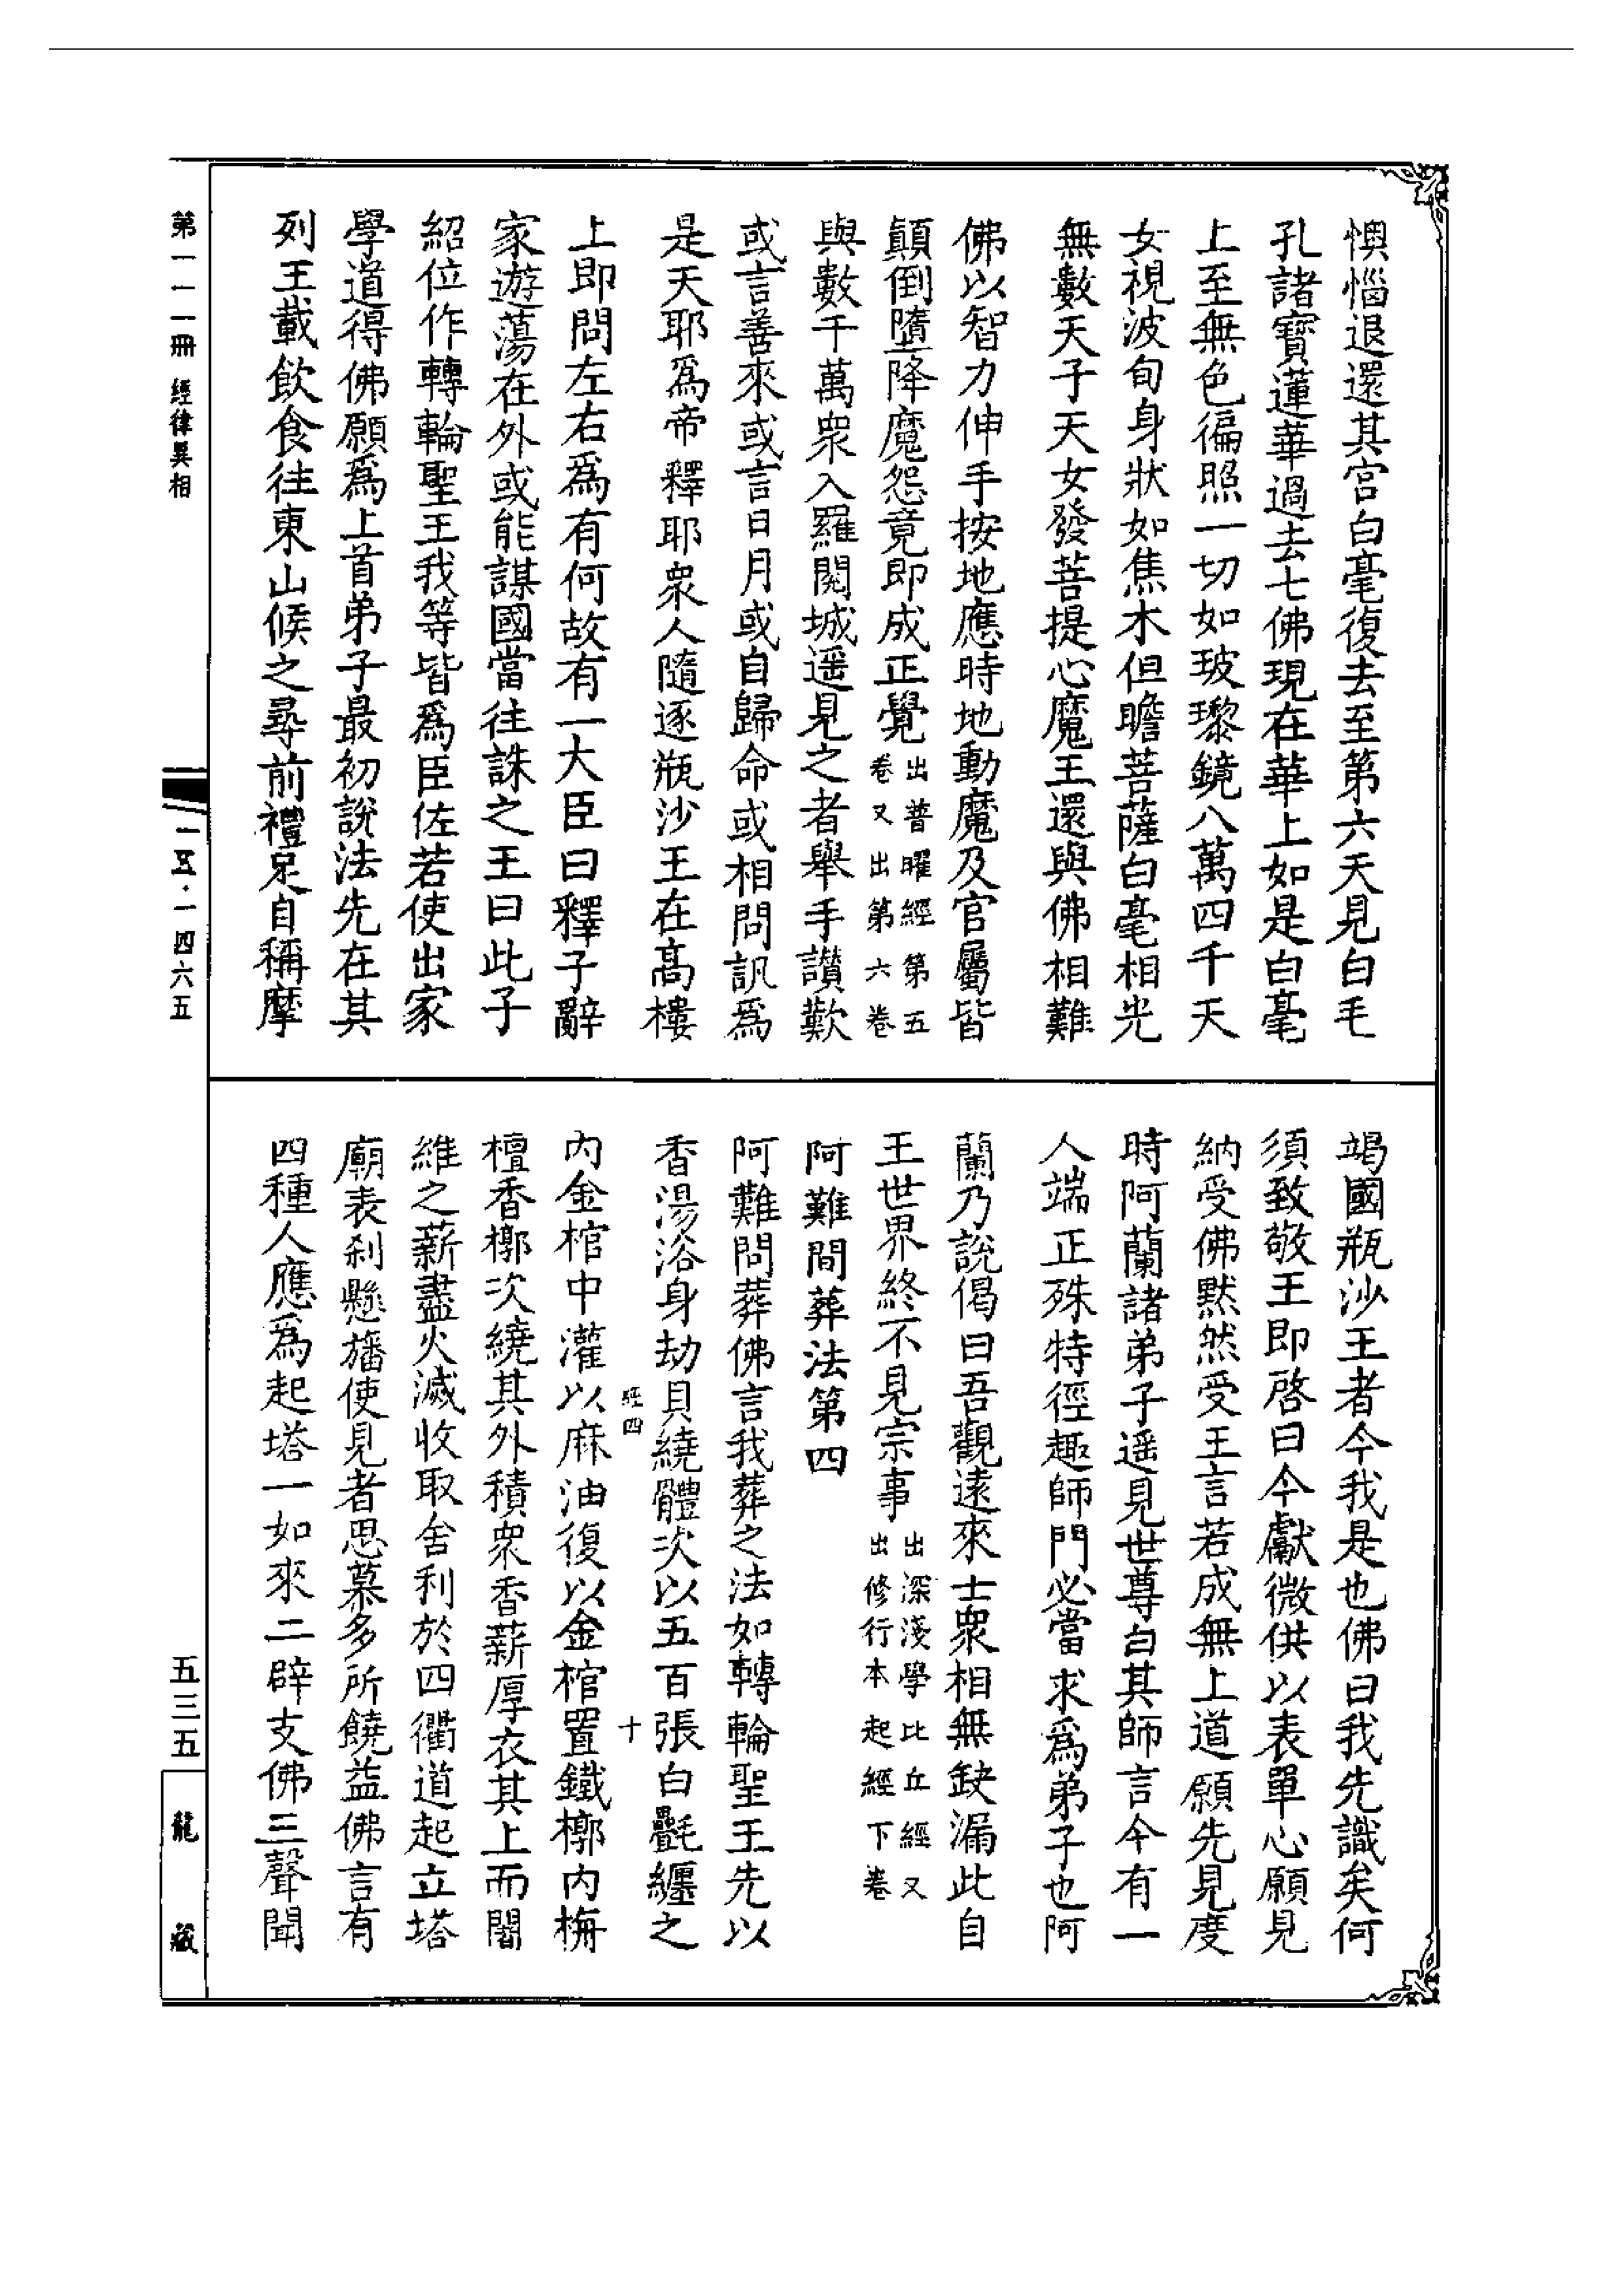 懊惱退還其宮白毫復去至第六天見白毛
孔諸寶蓮華過去七佛現在華上如是白毫
上至無色徧照一切如玻瓈鏡八萬四千天
女視波旬身狀如焦木但瞻菩薩白毫相光
無數天子天女發菩提心魔王還與佛相難
佛以智力伸手按地應時地動魔及官屬皆
顛倒墮降魔怨竟即成正覺出普曜經第五卷又出第六卷
與數千萬衆入羅閱城遥見之者舉手讃歎
或言善來或言日月或自歸命或相問訊爲
是天耶爲帝釋耶衆人隨逐瓶沙王在高樓
上即問左右爲有何故有一大臣曰釋子辭
家遊蕩在外或能謀國當往誅之王曰此子
紹位作轉輪聖王我等皆爲臣佐若使出家
學道得佛願爲上首弟子最初說法先在其
列王載飲食往東山候之尋前禮足自稱摩
竭國瓶沙王者今我是也佛曰我先識矣何
須致敬王即啓曰今獻微供以表單心願見
納受佛黙然受王言若成無上道願先見度
時阿蘭諸弟子遥見世尊白其師言今有一
人端正殊特徑趣師門必當求爲弟子也阿
蘭乃說偈曰吾觀遠來士衆相無缺漏此自
王世界終不見宗事出深淺學比丘經又出修行本起經下卷
阿難問葬法第四
阿難問葬佛言我葬之法如轉輪聖王先以
香湯浴身劫貝繞體次以五百張白㲲纏之
經四 十
内金棺中灌以麻油復以金棺置鐵槨内栴
檀香槨次繞其外積衆香薪厚衣其上而闍
維之薪盡火滅收取舍利於四衢道起立塔
廟表刹懸旛使見者思慕多所饒益佛言有
四種人應爲起塔一如來二辟支佛三聲聞
第一一一冊 經律異相
一五·一四六五
五三五
龍藏